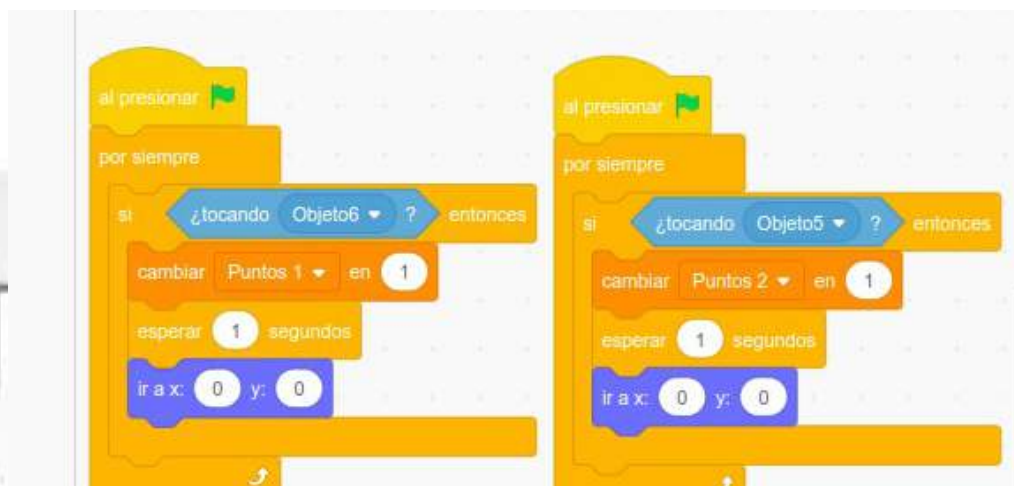 al presionar
por siempre
si ¿tocando Objeto6 ? entonces
cambiar Puntos 1 en 1
esperar 1 segundos
ir a x: 0 y: 0
al presionar
por siempre
si ¿tocando Objeto5 ? entonces
cambiar Puntos 2 en 1
esperar 1 segundos
ir a x: 0 y: 0